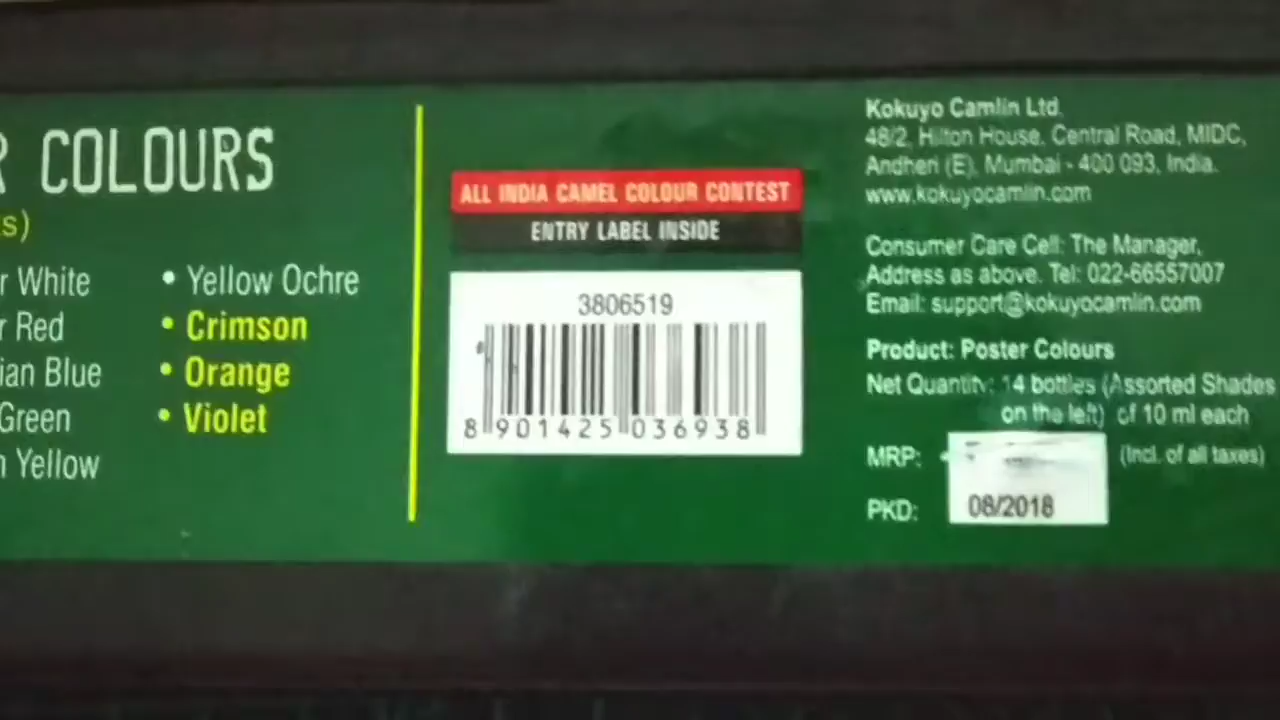 R COLOURS
s)
r White
r Red
ian Blue
Green
n Yellow
• Yellow Ochre
• Crimson
• Orange
• Violet
ALL INDIA CAMEL COLOUR CONTEST
ENTRY LABEL INSIDE
3806519
8 901425 036938
Kokuyo Camlin Ltd.
48/2, Hilton House, Central Road, MIDC,
Andheri (E), Mumbai - 400 093, India.
www.kokuyocamlin.com
Consumer Care Cell: The Manager,
Address as above. Tel: 022-66557007
Email: support@kokuyocamlin.com
Product: Poster Colours
Net Quantity: 14 bottles (Assorted Shades
on the left) of 10 ml each
MRP: (Incl. of all taxes)
PKD: 08/2018